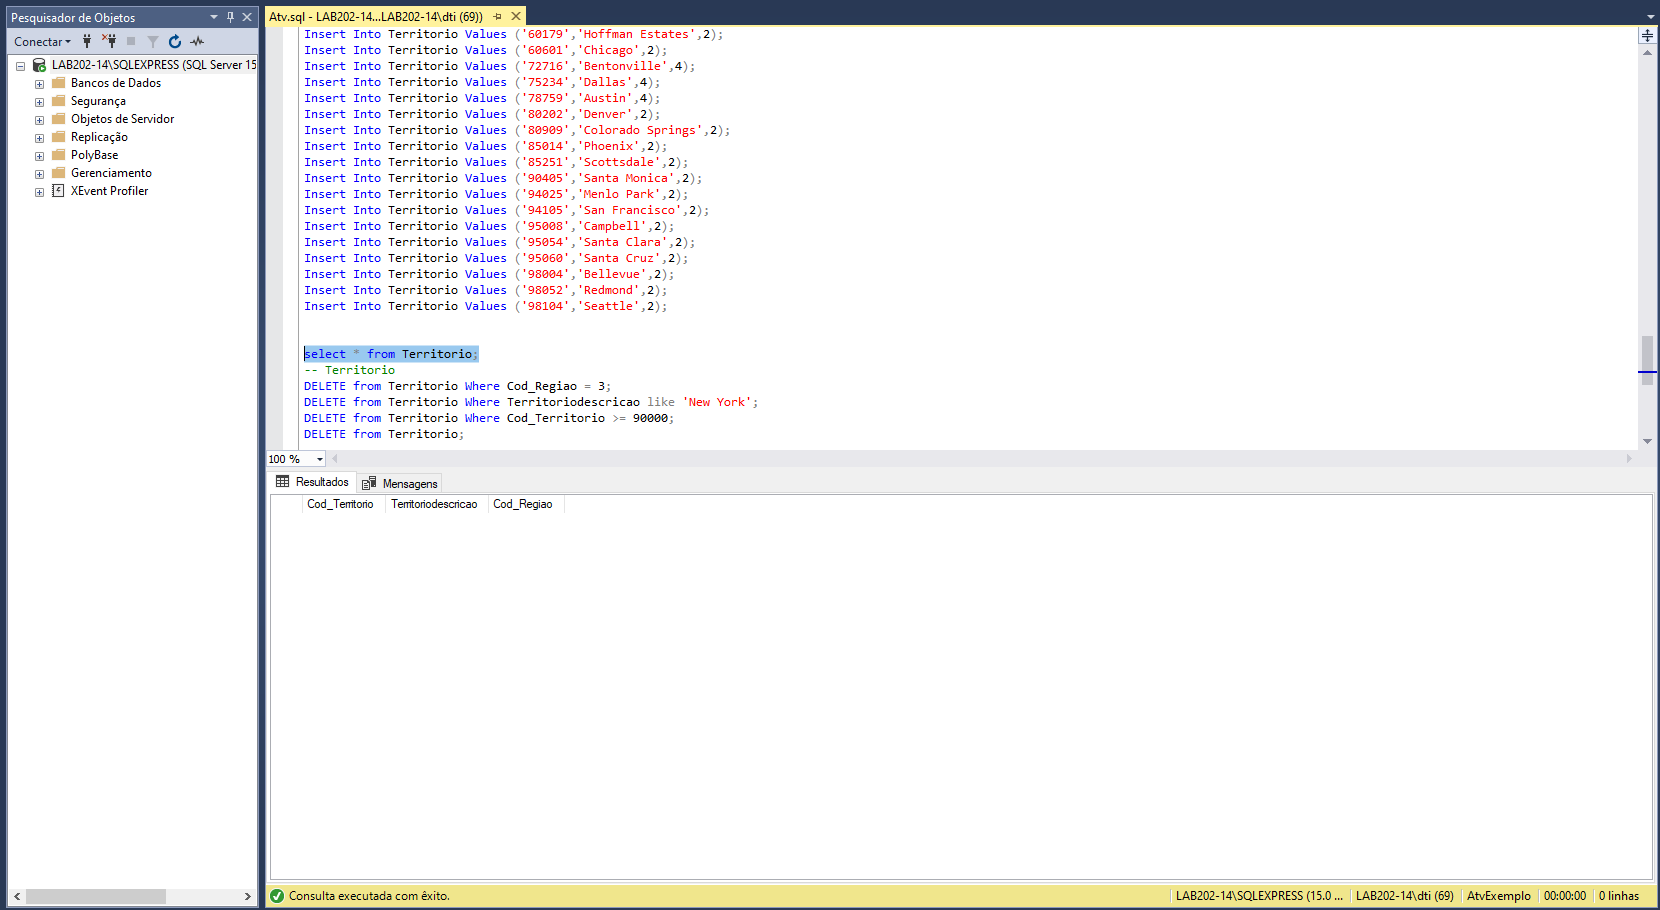 Pesquisador de Objetos
Conectar
LAB202-14\SQLEXPRESS (SQL Server 15
Bancos de Dados
Segurança
Objetos de Servidor
Replicação
PolyBase
Gerenciamento
XEvent Profiler
Atv.sql - LAB202-14...LAB202-14\dti (69))
Insert Into Territorio Values ('60179','Hoffman Estates',2);
Insert Into Territorio Values ('60601','Chicago',2);
Insert Into Territorio Values ('72716','Bentonville',4);
Insert Into Territorio Values ('75234','Dallas',4);
Insert Into Territorio Values ('78759','Austin',4);
Insert Into Territorio Values ('80202','Denver',2);
Insert Into Territorio Values ('80909','Colorado Springs',2);
Insert Into Territorio Values ('85014','Phoenix',2);
Insert Into Territorio Values ('85251','Scottsdale',2);
Insert Into Territorio Values ('90405','Santa Monica',2);
Insert Into Territorio Values ('94025','Menlo Park',2);
Insert Into Territorio Values ('94105','San Francisco',2);
Insert Into Territorio Values ('95008','Campbell',2);
Insert Into Territorio Values ('95054','Santa Clara',2);
Insert Into Territorio Values ('95060','Santa Cruz',2);
Insert Into Territorio Values ('98004','Bellevue',2);
Insert Into Territorio Values ('98052','Redmond',2);
Insert Into Territorio Values ('98104','Seattle',2);
select * from Territorio;
-- Territorio
DELETE from Territorio Where Cod_Regiao = 3;
DELETE from Territorio Where Territoriodescricao like 'New York';
DELETE from Territorio Where Cod_Territorio >= 90000;
DELETE from Territorio;
100 %
Resultados Mensagens
Cod_Territorio Territoriodescricao Cod_Regiao
Consulta executada com êxito. LAB202-14\SQLEXPRESS (15.0 ... LAB202-14\dti (69) AtvExemplo 00:00:00 0 linhas